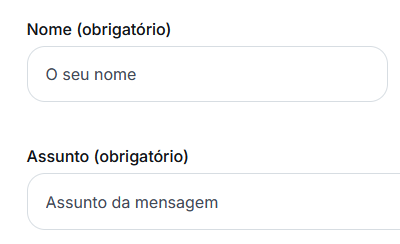 Nome (obrigatório)
O seu nome
Assunto (obrigatório)
Assunto da mensagem